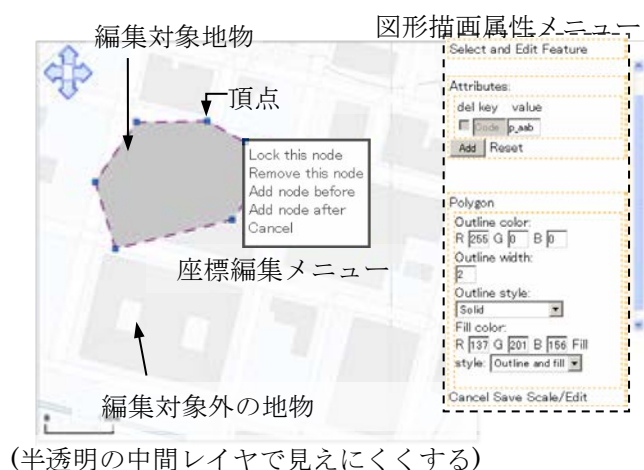 図形描画属性メニュー
編集対象地物
頂点
Select and Edit Feature
Attributes:
del key value
Code p_aab
Add Reset
Lock this node
Remove this node
Add node before
Add node after
Cancel
座標編集メニュー
Polygon
Outline color:
R 255 G 0 B 0
Outline width:
2
Outline style:
Solid
Fill color:
R 137 G 201 B 156 Fill
style: Outline and fill
Cancel Save Scale/Edit
編集対象外の地物
(半透明の中間レイヤで見えにくくする)